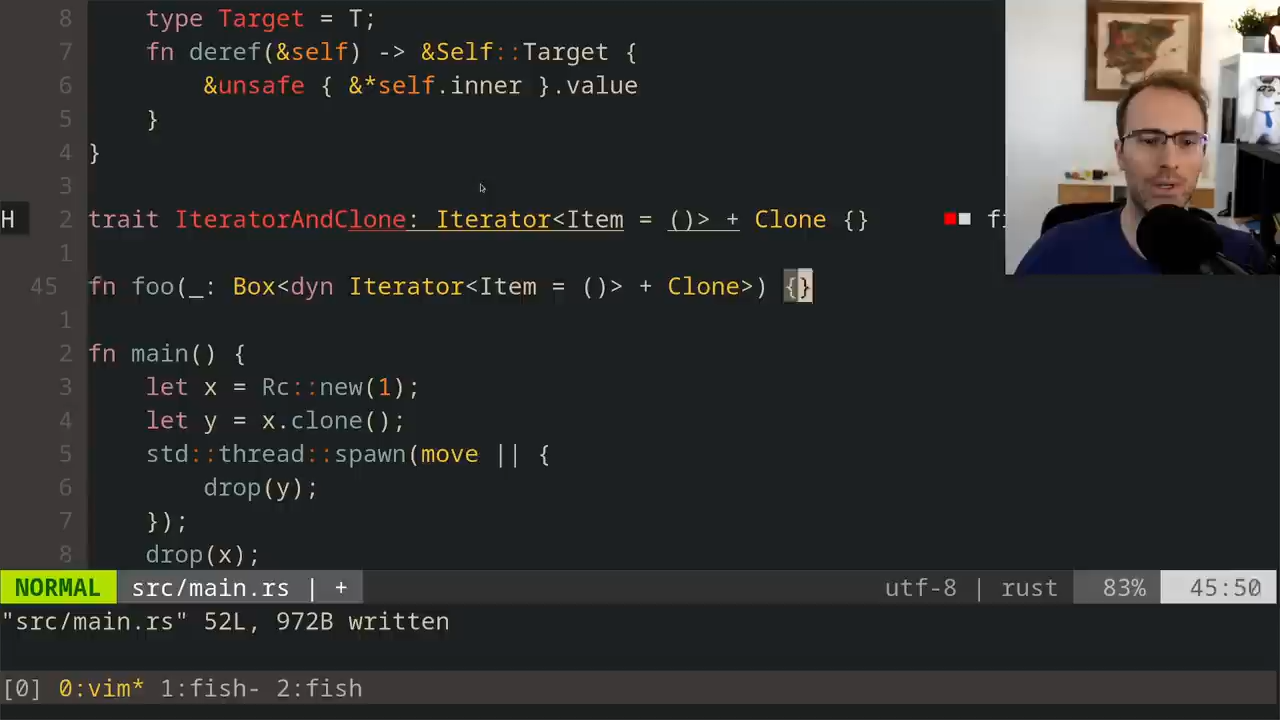 8 type Target = T;
7 fn deref(&self) -> &Self::Target {
6 &unsafe { &*self.inner }.value
5 }
4 }
3
H 2 trait IteratorAndClone: Iterator<Item = ()> + Clone {}
1
45 fn foo(_: Box<dyn Iterator<Item = ()> + Clone>) {}
1
2 fn main() {
3 let x = Rc::new(1);
4 let y = x.clone();
5 std::thread::spawn(move || {
6 drop(y);
7 });
8 drop(x);
NORMAL src/main.rs | + utf-8 | rust 83% 45:50
"src/main.rs" 52L, 972B written
[0] 0:vim* 1:fish- 2:fish